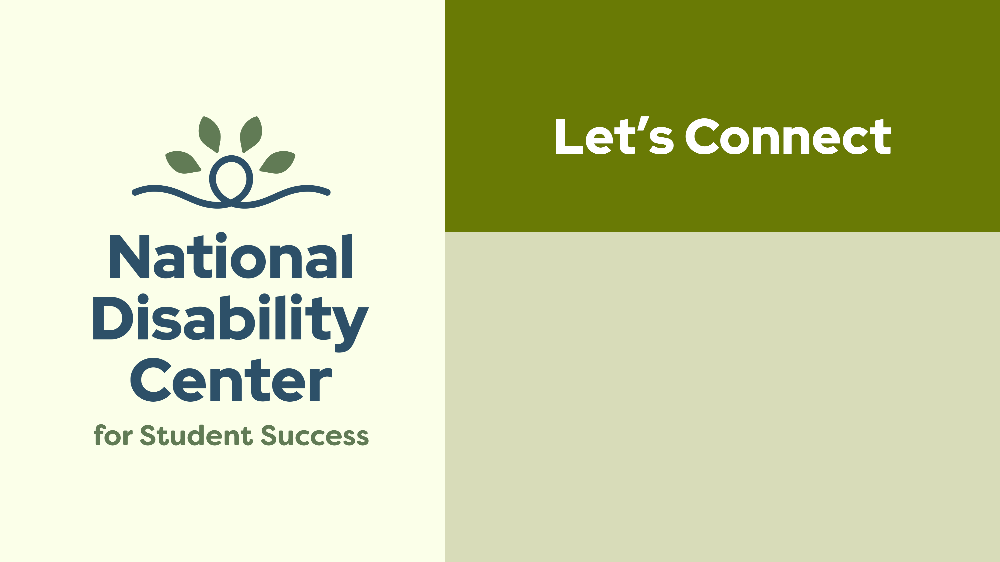 National
Disability
Center
for Student Success
Let’s Connect